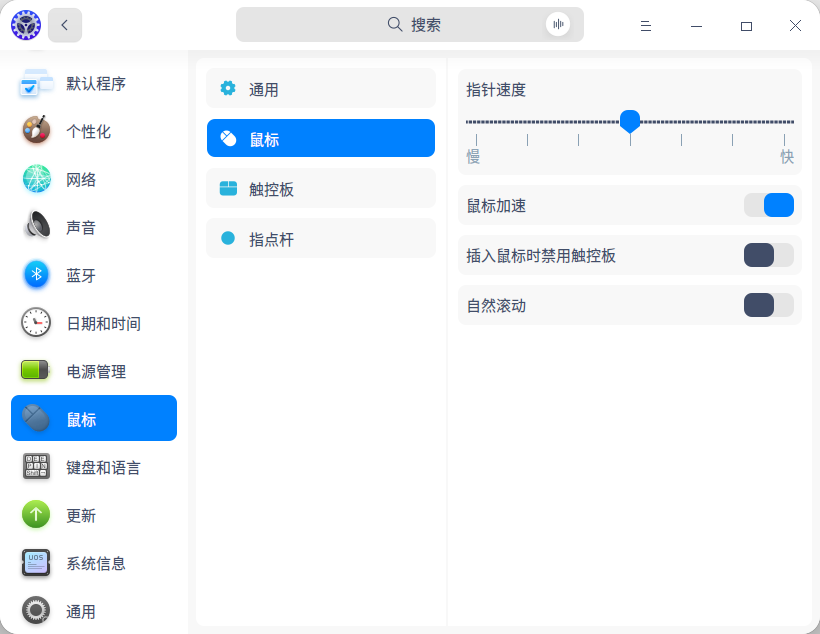 搜索
默认程序
个性化
网络
声音
蓝牙
日期和时间
电源管理
鼠标
键盘和语言
更新
系统信息
通用
通用
鼠标
触控板
指点杆
指针速度
慢 快
鼠标加速
插入鼠标时禁用触控板
自然滚动
UOS